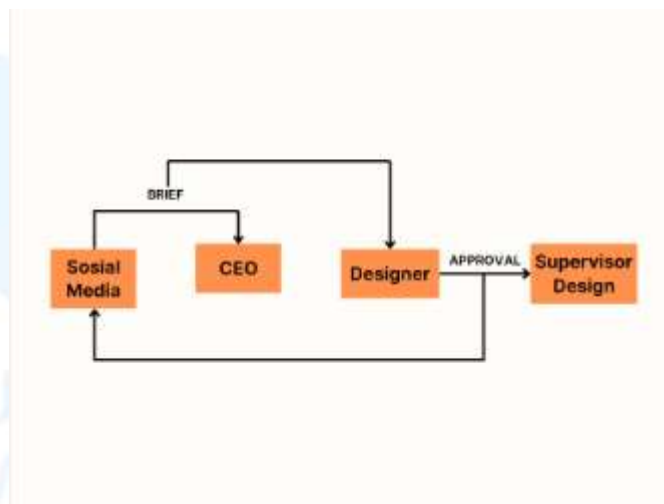 BRIEF
Sosial
Media
CEO
Designer
APPROVAL
Supervisor
Design